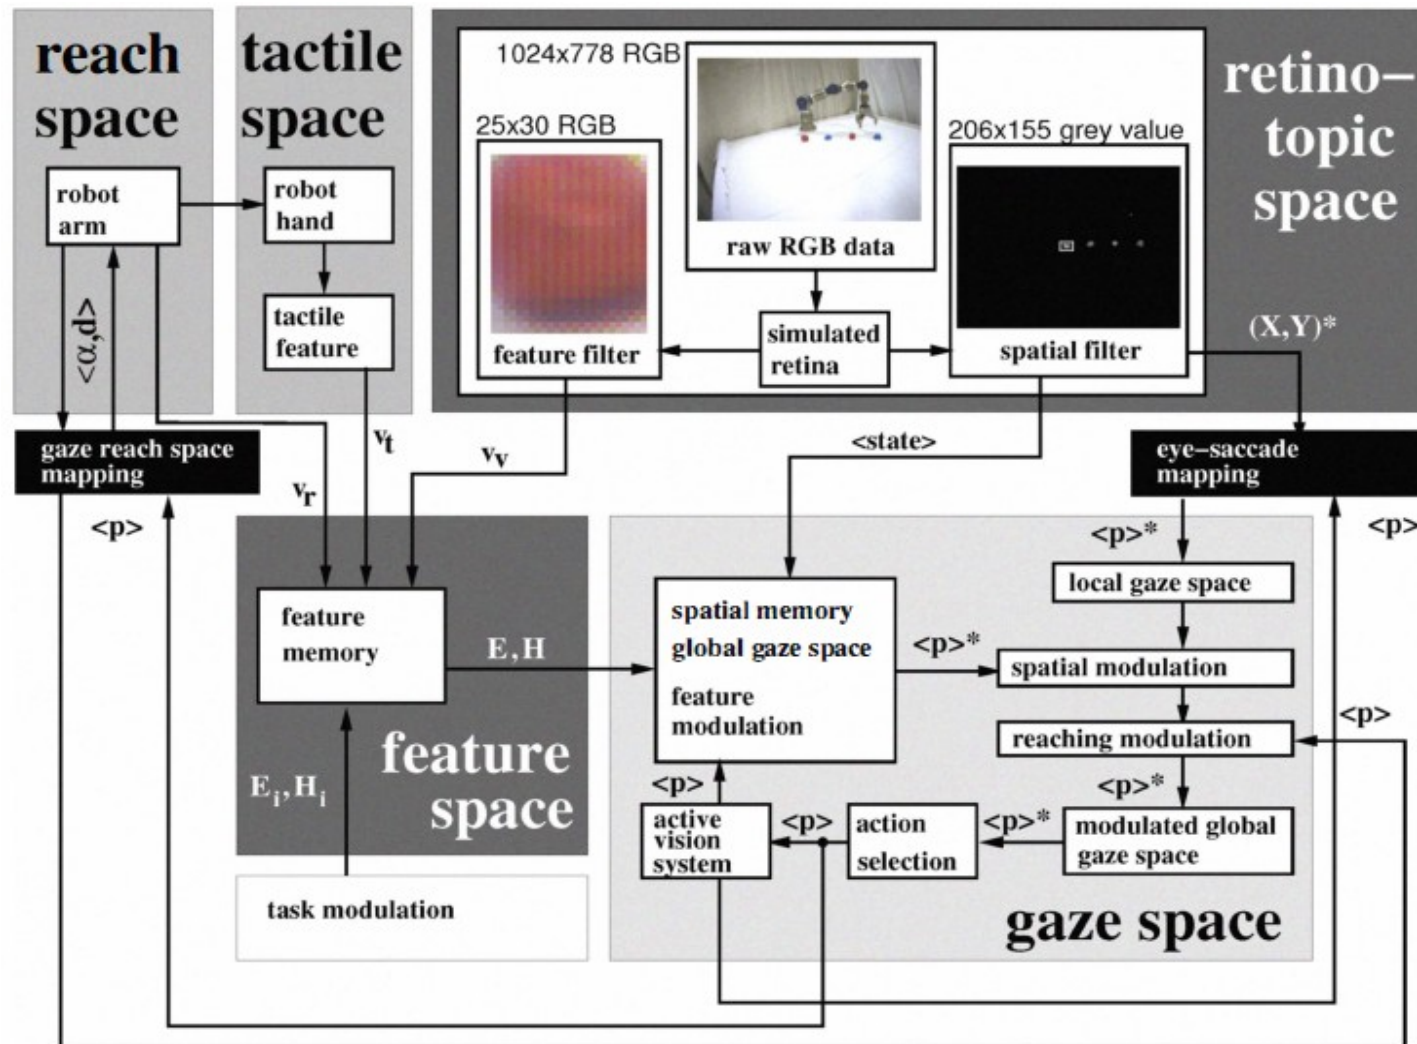 reach
space
tactile
space
retino-
topic
space
1024x778 RGB
25x30 RGB
206x155 grey value
robot
arm
robot
hand
tactile
feature
<α,d>
raw RGB data
simulated
retina
feature filter
spatial filter
(X,Y)*
gaze reach space
mapping
eye-saccade
mapping
v_r
v_t
v_v
<state>
<p>
<p>*
<p>
feature
memory
E,H
E_i,H_i
feature
space
task modulation
spatial memory
global gaze space
feature
modulation
<p>*
local gaze space
spatial modulation
reaching modulation
<p>
<p>*
modulated global
gaze space
<p>*
action
selection
<p>
active
vision
system
<p>
gaze space